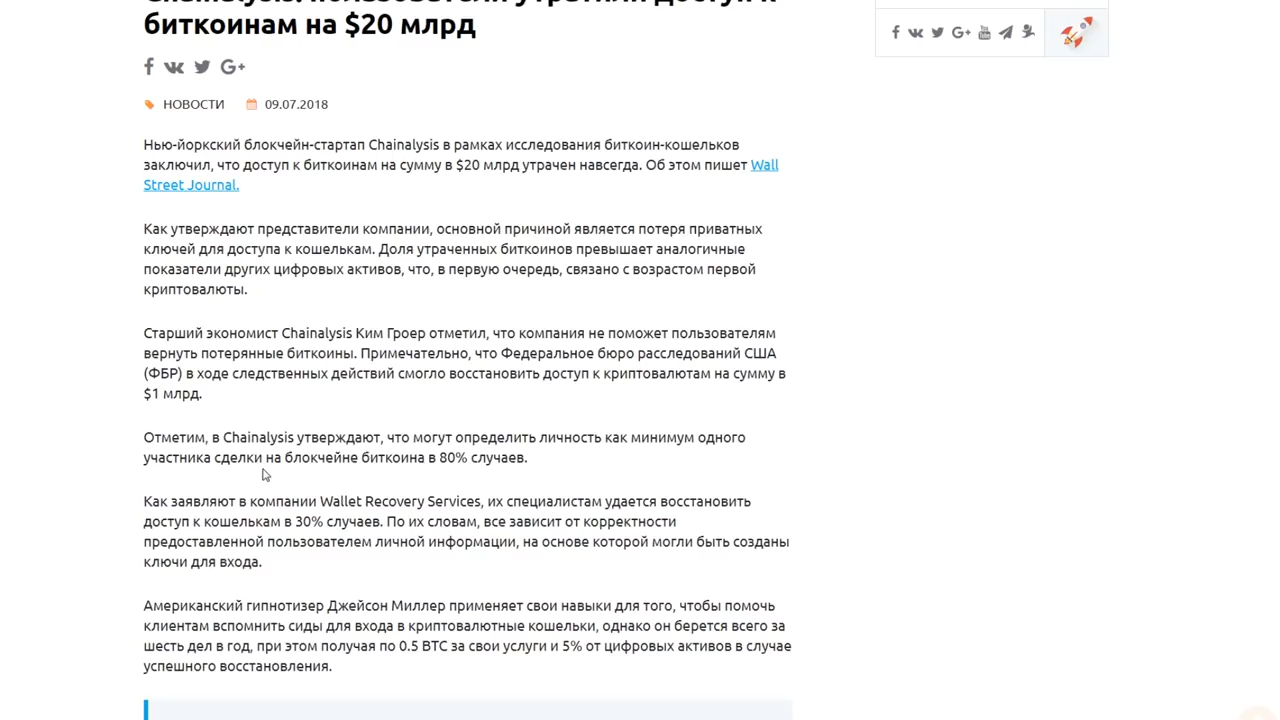 Chainalysis: пользователи утратили доступ к
биткоинам на $20 млрд
НОВОСТИ 09.07.2018
Нью-йоркский блокчейн-стартап Chainalysis в рамках исследования биткоин-кошельков
заключил, что доступ к биткоинам на сумму в $20 млрд утрачен навсегда. Об этом пишет Wall
Street Journal.
Как утверждают представители компании, основной причиной является потеря приватных
ключей для доступа к кошелькам. Доля утраченных биткоинов превышает аналогичные
показатели других цифровых активов, что, в первую очередь, связано с возрастом первой
криптовалюты.
Старший экономист Chainalysis Ким Гроер отметил, что компания не поможет пользователям
вернуть потерянные биткоины. Примечательно, что Федеральное бюро расследований США
(ФБР) в ходе следственных действий смогло восстановить доступ к криптовалютам на сумму в
$1 млрд.
Отметим, в Chainalysis утверждают, что могут определить личность как минимум одного
участника сделки на блокчейне биткоина в 80% случаев.
Как заявляют в компании Wallet Recovery Services, их специалистам удается восстановить
доступ к кошелькам в 30% случаев. По их словам, все зависит от корректности
предоставленной пользователем личной информации, на основе которой могли быть созданы
ключи для входа.
Американский гипнотизер Джейсон Миллер применяет свои навыки для того, чтобы помочь
клиентам вспомнить сиды для входа в криптовалютные кошельки, однако он берется всего за
шесть дел в год, при этом получая по 0.5 BTC за свои услуги и 5% от цифровых активов в случае
успешного восстановления.